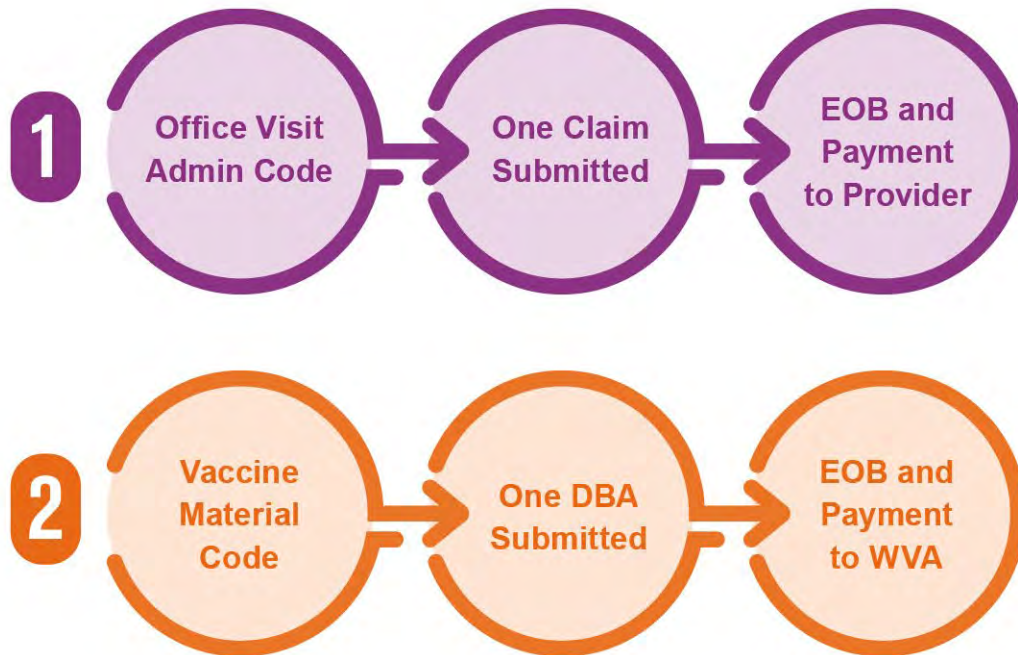 1
Office Visit
Admin Code
One Claim
Submitted
EOB and
Payment
to Provider
2
Vaccine
Material
Code
One DBA
Submitted
EOB and
Payment
to WVA